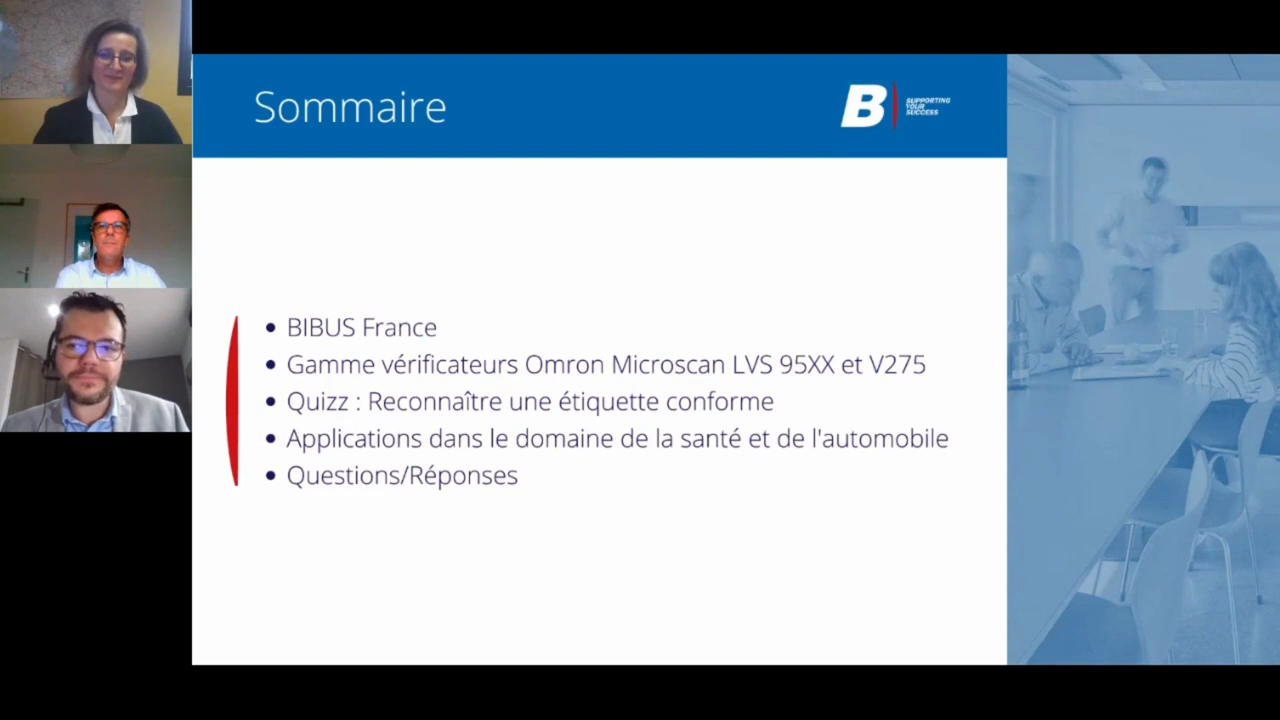 Sommaire
B
SUPPORTING
YOUR
SUCCESS
• BIBUS France
• Gamme vérificateurs Omron Microscan LVS 95XX et V275
• Quizz : Reconnaître une étiquette conforme
• Applications dans le domaine de la santé et de l'automobile
• Questions/Réponses